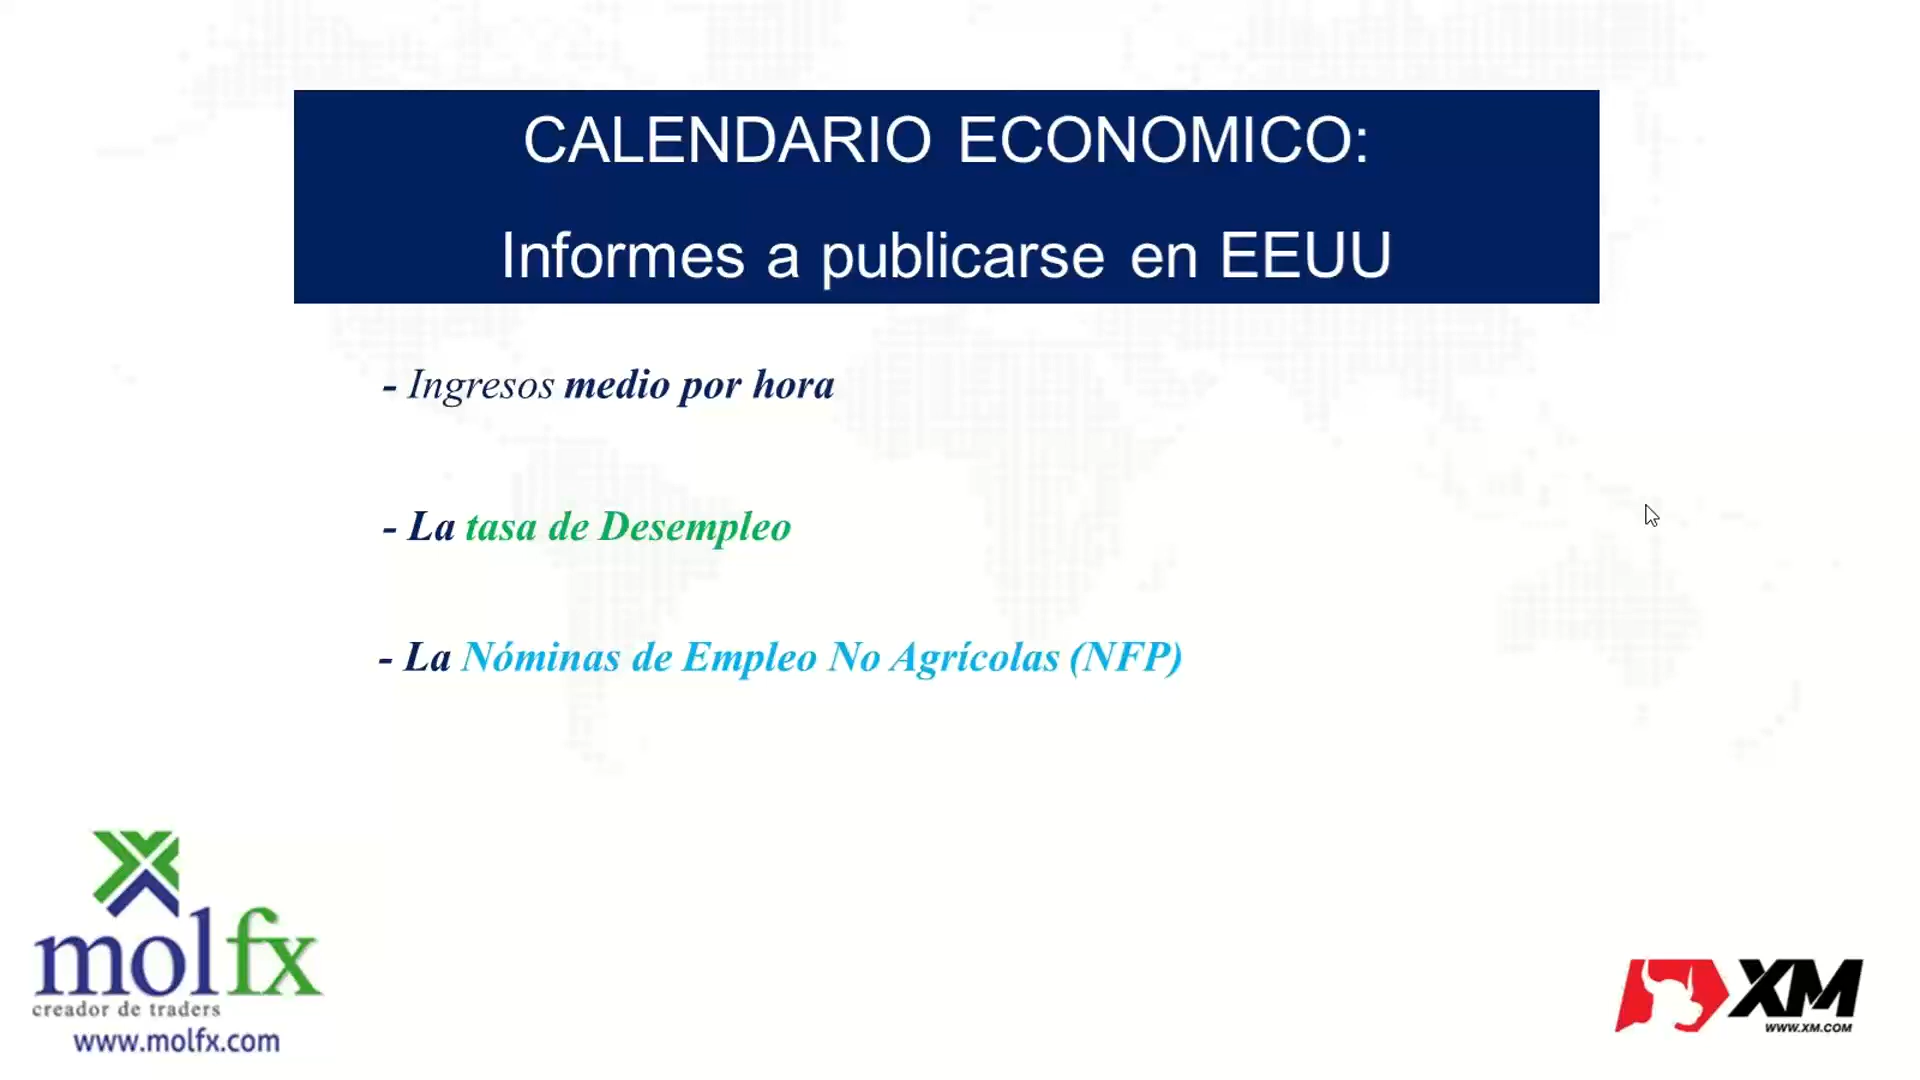 CALENDARIO ECONOMICO:
Informes a publicarse en EEUU
- Ingresos medio por hora
- La tasa de Desempleo
- La Nóminas de Empleo No Agrícolas (NFP)
molfx
creador de traders
www.molfx.com
XM
WWW.XM.COM